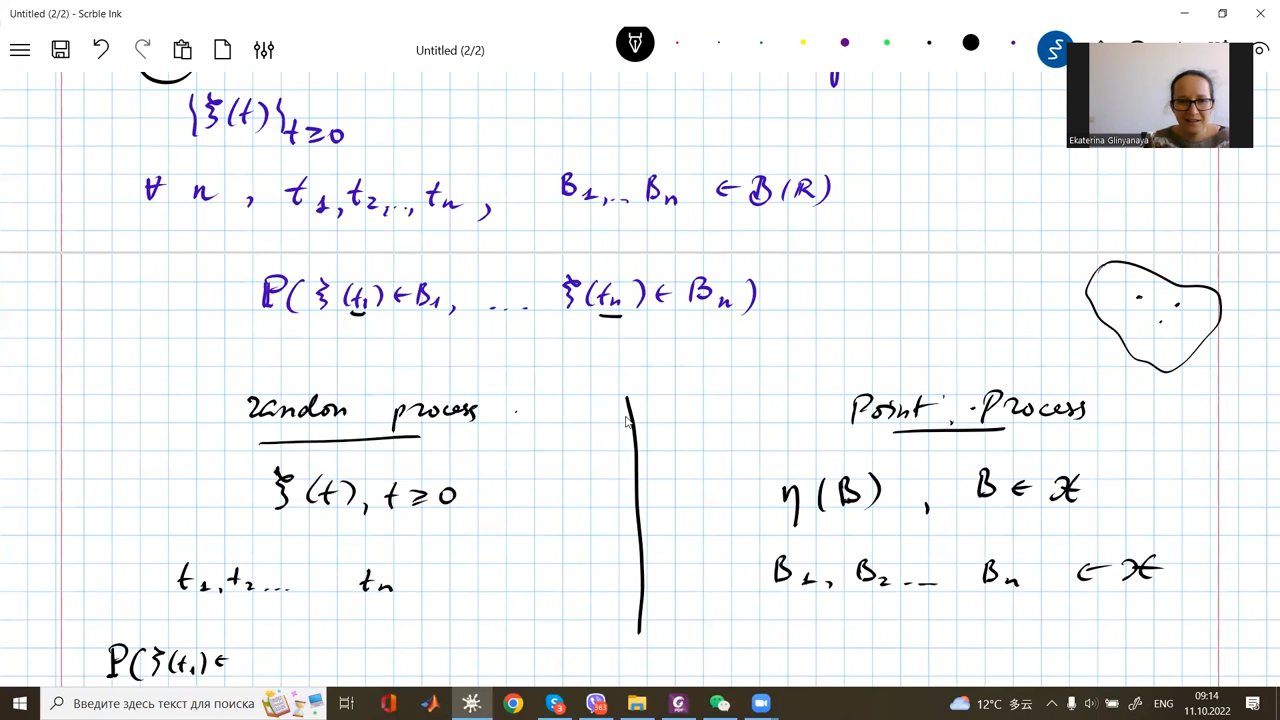 Untitled (2/2) - Scrble Ink
Untitled (2/2)
Ekaterina Glinyanaya
{ξ(t)}t≥0
∀ n, t1, t2,..., tn, B1,... Bn ∈ B(R)
P(ξ(t1) ∈ B1, ... ξ(tn) ∈ Bn)
Random process
Point Process
ξ(t), t ≥ 0
η(B), B ∈ X
t1, t2... tn
B1, B2... Bn ∈ X
P(ξ(t1) ∈
Введите здесь текст для поиска
12°C 多云
ENG
09:14
11.10.2022